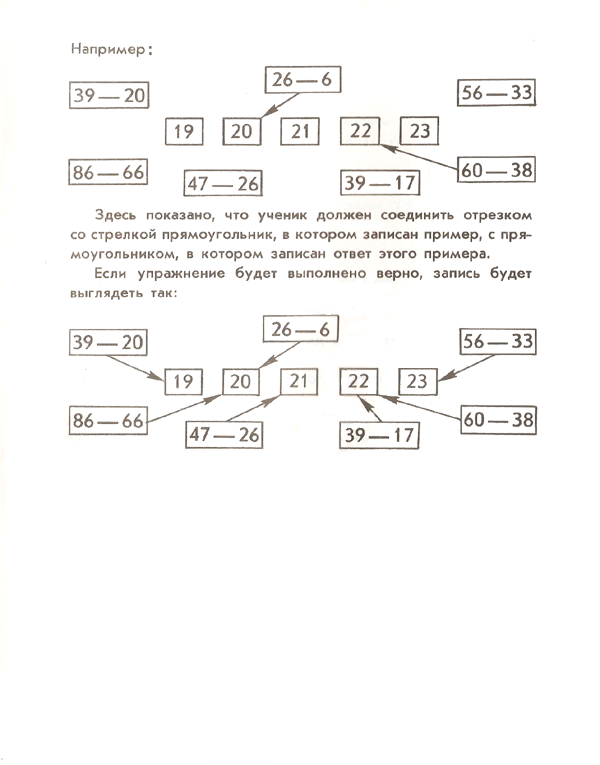 Например:
26—6
39—20
56—33
19 20 21 22 23
86—66
47—26
39—17
60—38
Здесь показано, что ученик должен соединить отрезком
со стрелкой прямоугольник, в котором записан пример, с пря-
моугольником, в котором записан ответ этого примера.
Если упражнение будет выполнено верно, запись будет
выглядеть так:
26—6
39—20
56—33
19 20 21 22 23
86—66
47—26
39—17
60—38